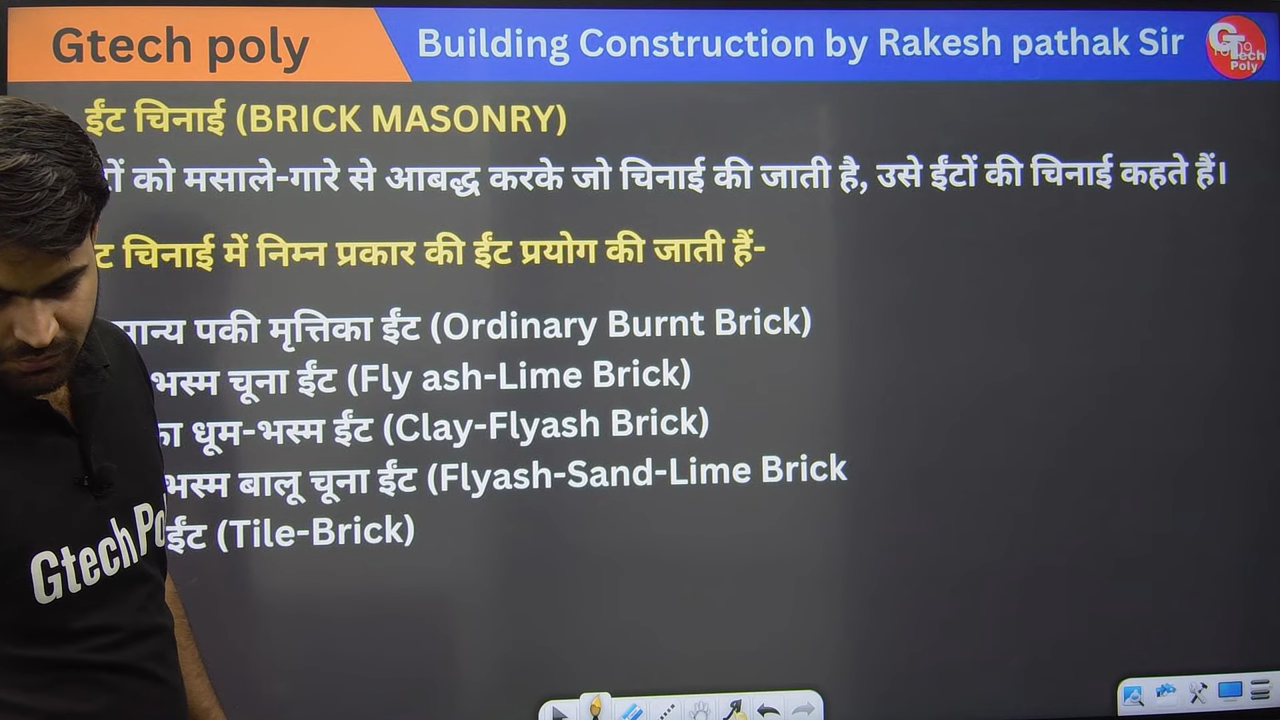 Gtech poly
Building Construction by Rakesh pathak Sir
GTech Poly
ईंट चिनाई (BRICK MASONRY)
को मसाले-गारे से आबद्ध करके जो चिनाई की जाती है, उसे ईंटों की चिनाई कहते हैं।
चिनाई में निम्न प्रकार की ईंट प्रयोग की जाती हैं-
पकी मृत्तिका ईंट (Ordinary Burnt Brick)
भस्म चूना ईंट (Fly ash-Lime Brick)
धूम-भस्म ईंट (Clay-Flyash Brick)
भस्म बालू चूना ईंट (Flyash-Sand-Lime Brick
ईंट (Tile-Brick)
GtechPo